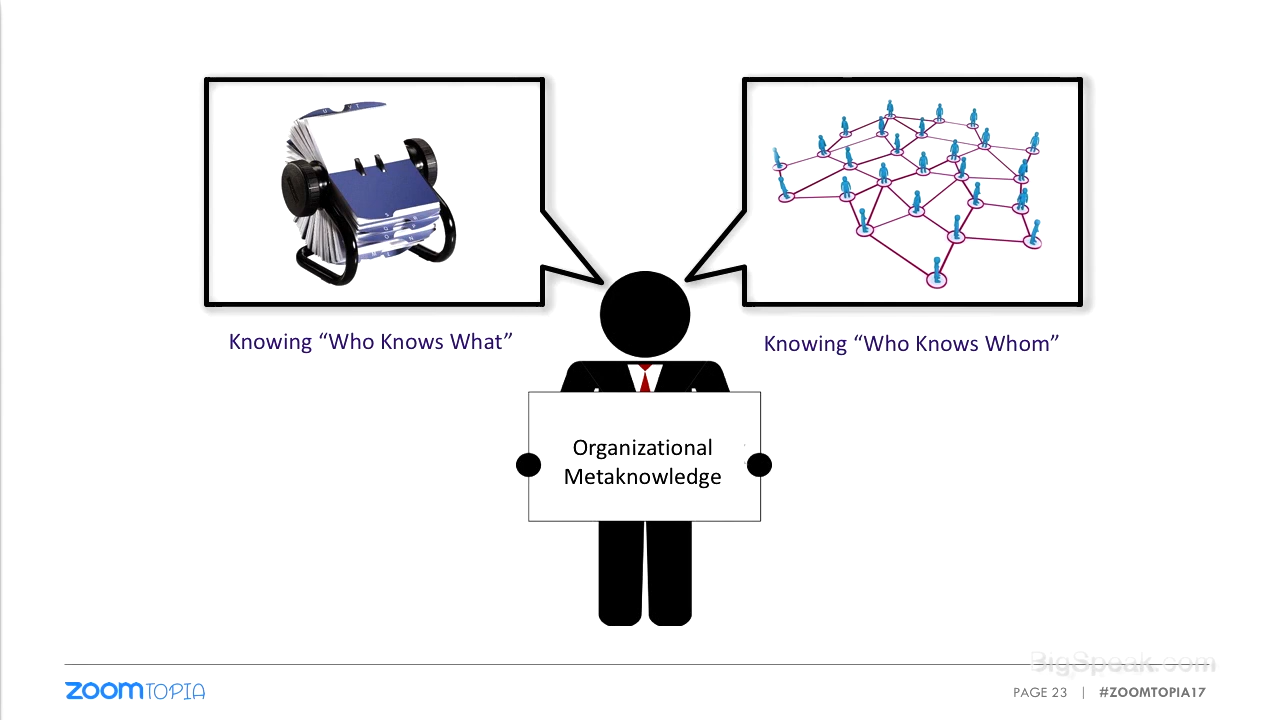 Knowing “Who Knows What”
Knowing “Who Knows Whom”
Organizational
Metaknowledge
BigSpeak.com
zoomTOPIA
PAGE 23 | #ZOOMTOPIA17